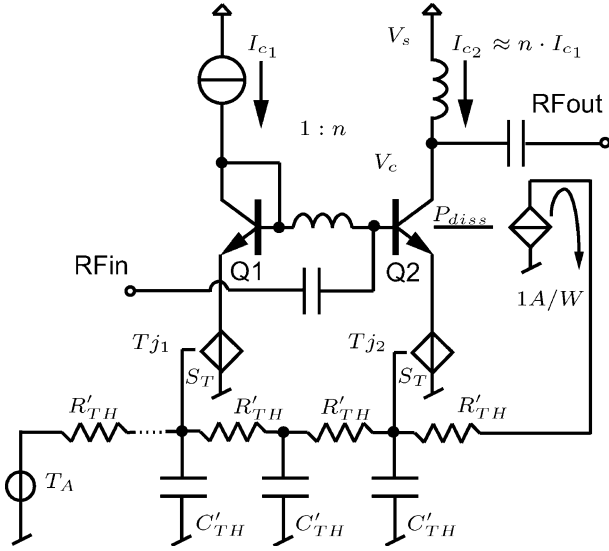 I_{c_1}
V_s
I_{c_2} ≈ n · I_{c_1}
RFout
1 : n
V_c
P_{diss}
RFin
Q1
Q2
1A/W
Tj_1
S_T
Tj_2
S_T
R'_{TH}
R'_{TH}
R'_{TH}
R'_{TH}
T_A
C'_{TH}
C'_{TH}
C'_{TH}